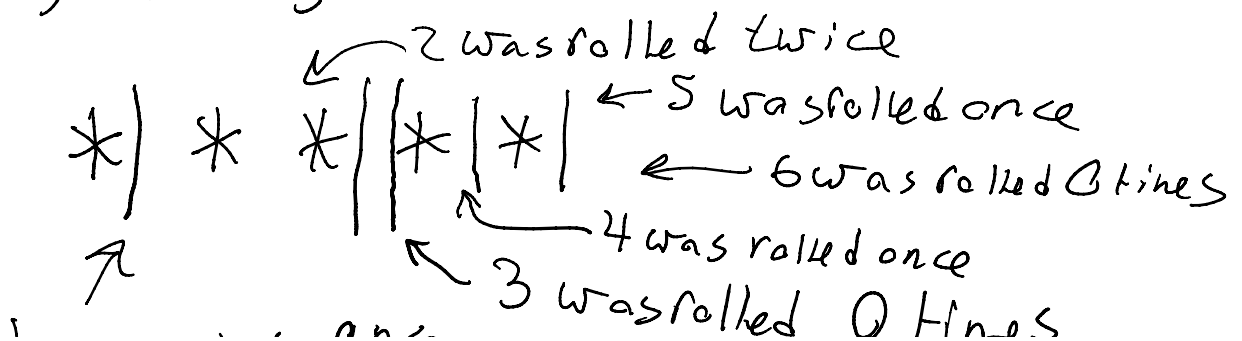 2 was rolled twice
*| * *||*|*|
5 was rolled once
6 was rolled 0 times
4 was rolled once
3 was rolled 0 times